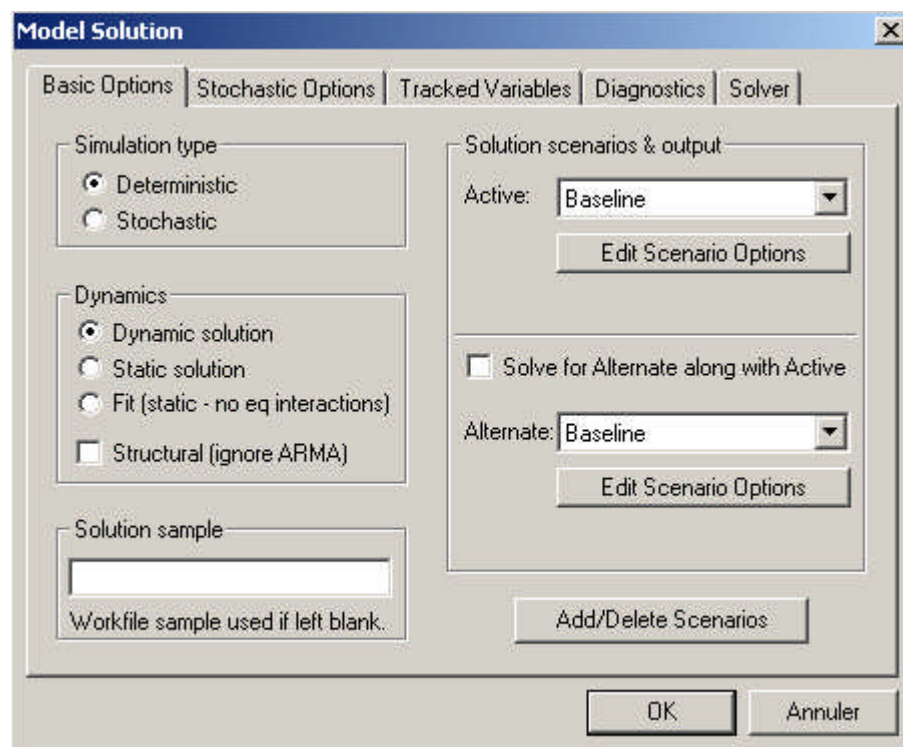 Model Solution
Basic Options
Stochastic Options
Tracked Variables
Diagnostics
Solver
Simulation type
Deterministic
Stochastic
Dynamics
Dynamic solution
Static solution
Fit (static - no eq interactions)
Structural (ignore ARMA)
Solution sample
Workfile sample used if left blank.
Solution scenarios & output
Active: Baseline
Edit Scenario Options
Solve for Alternate along with Active
Alternate: Baseline
Edit Scenario Options
Add/Delete Scenarios
OK
Annuler